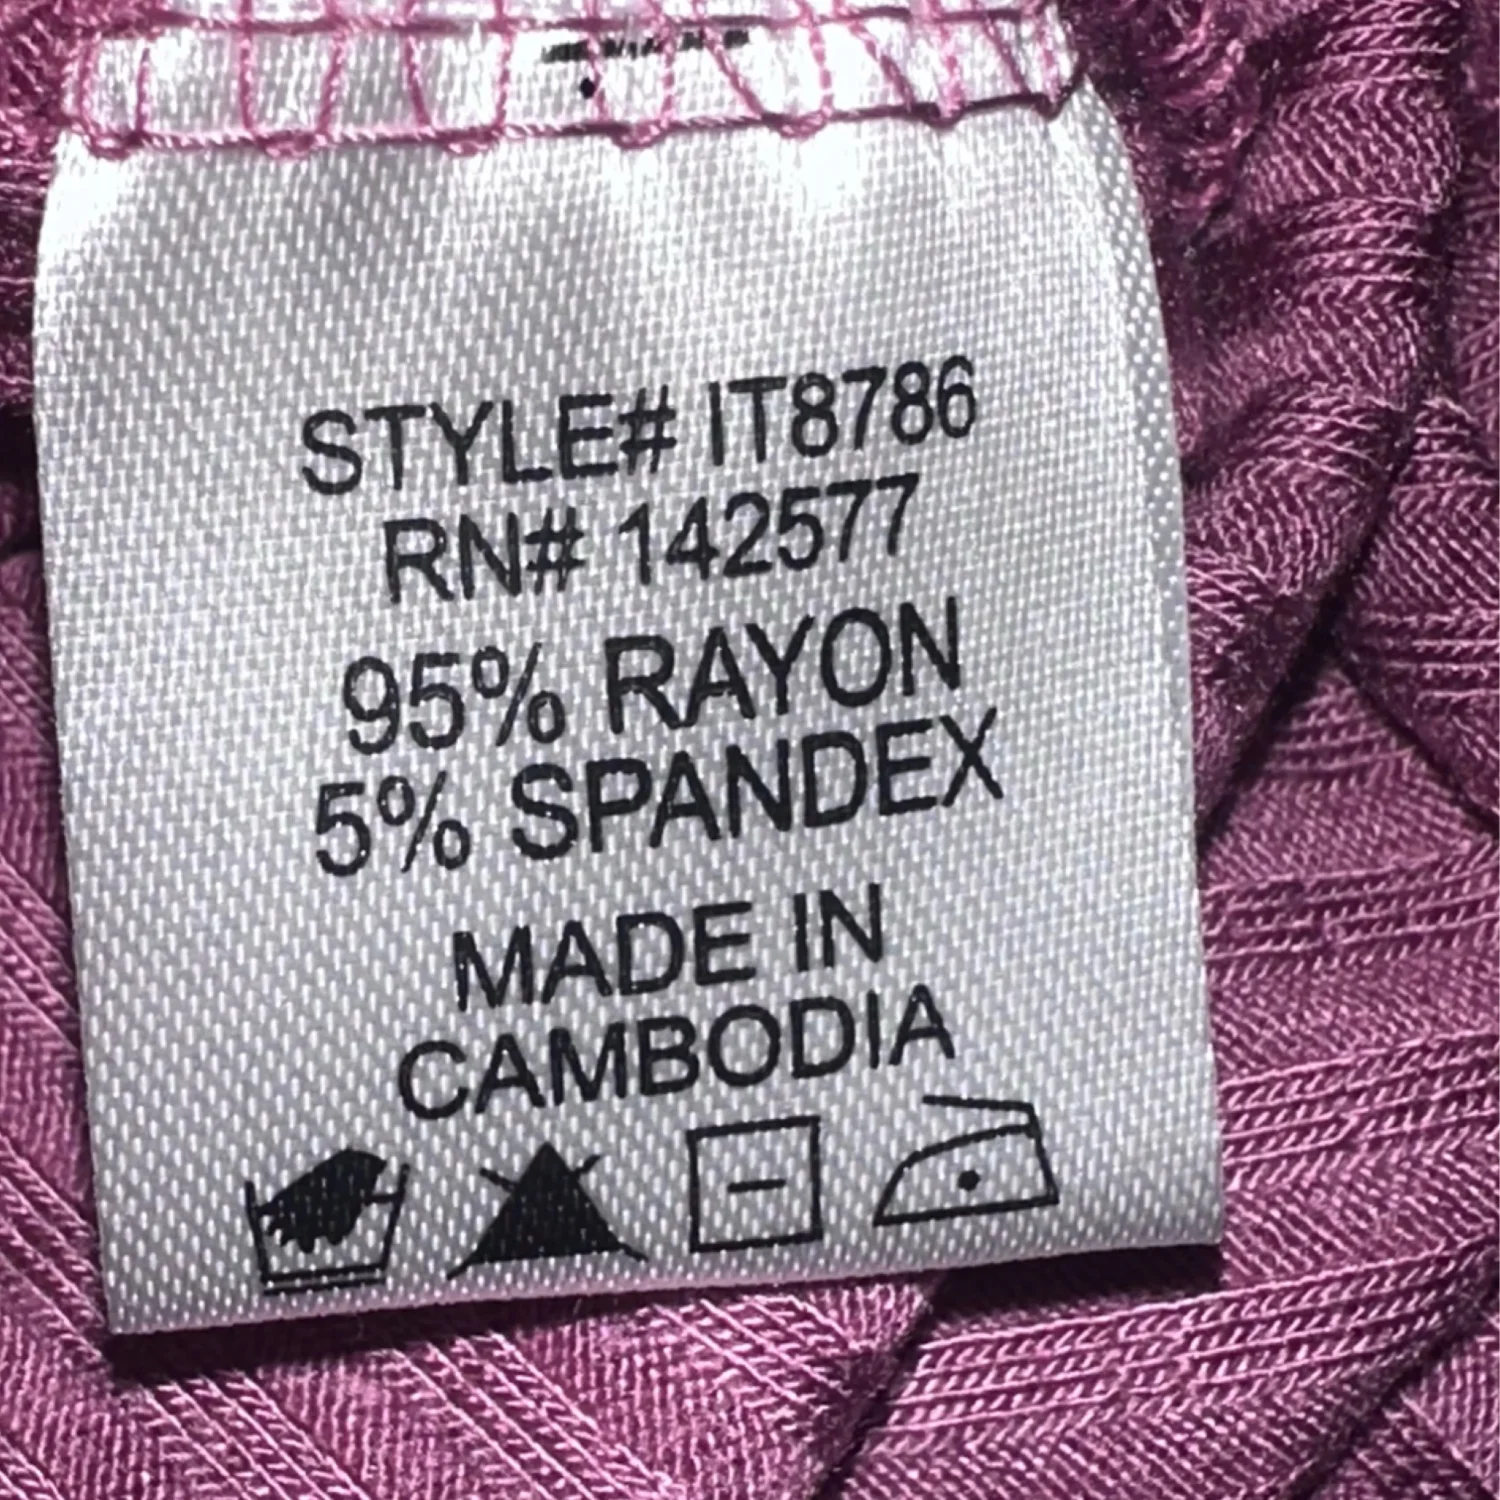 STYLE# IT8786
RN# 142577
95% RAYON
5% SPANDEX
MADE IN
CAMBODIA